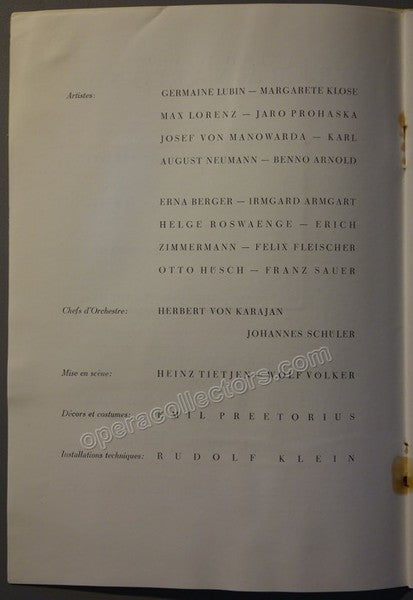 Artistes: GERMAINE LUBIN — MARGARETE KLOSE
MAX LORENZ — JARO PROHASKA
JOSEF VON MANOWARDA — KARL
AUGUST NEUMANN — BENNO ARNOLD
ERNA BERGER — IRMGARD ARMGART
HELGE ROSWAENGE — ERICH
ZIMMERMANN — FELIX FLEISCHER
OTTO HÜSCH — FRANZ SAUER
Chefs d'Orchestre: HERBERT VON KARAJAN
JOHANNES SCHÜLER
Mise en scène: HEINZ TIETJEN — WOLF VOLKER
Décors et costumes: EMIL PREETORIUS
Installations techniques: RUDOLF KLEIN
operacollectors.com